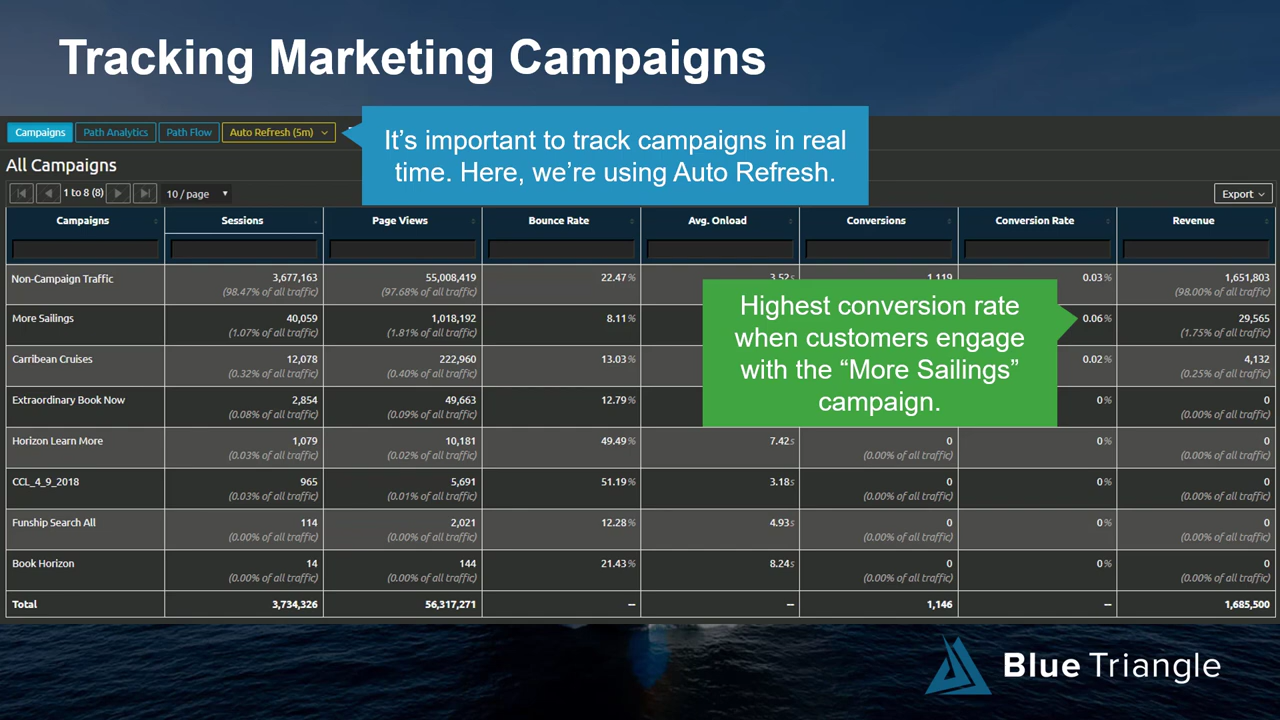 Tracking Marketing Campaigns
Campaigns Path Analytics Path Flow Auto Refresh (5m)
It’s important to track campaigns in real
time. Here, we’re using Auto Refresh.
All Campaigns
1 to 8 (8) 10 / page Export
Campaigns Sessions Page Views Bounce Rate Avg. Onload Conversions Conversion Rate Revenue
Non-Campaign Traffic 3,677,163 55,008,419 22.47% 3.52s 1,119 0.03% 1,651,803
(98.47% of all traffic) (97.68% of all traffic) (98.00% of all traffic)
Highest conversion rate
when customers engage
with the “More Sailings”
campaign.
More Sailings 40,059 1,018,192 8.11% 0.06% 29,565
(1.07% of all traffic) (1.81% of all traffic) (1.75% of all traffic)
Carribean Cruises 12,078 222,960 13.03% 0.02% 4,132
(0.32% of all traffic) (0.40% of all traffic) (0.25% of all traffic)
Extraordinary Book Now 2,854 49,663 12.79% 0% 0
(0.08% of all traffic) (0.09% of all traffic) (0.00% of all traffic)
Horizon Learn More 1,079 10,181 49.49% 7.42s 0 0% 0
(0.03% of all traffic) (0.02% of all traffic) (0.00% of all traffic) (0.00% of all traffic)
CCL_4_9_2018 965 5,691 51.19% 3.18s 0 0% 0
(0.03% of all traffic) (0.01% of all traffic) (0.00% of all traffic) (0.00% of all traffic)
Funship Search All 114 2,021 12.28% 4.93s 0 0% 0
(0.00% of all traffic) (0.00% of all traffic) (0.00% of all traffic) (0.00% of all traffic)
Book Horizon 14 144 21.43% 8.24s 0 0% 0
(0.00% of all traffic) (0.00% of all traffic) (0.00% of all traffic) (0.00% of all traffic)
Total 3,734,326 56,317,271 -- -- 1,146 -- 1,685,500
Blue Triangle